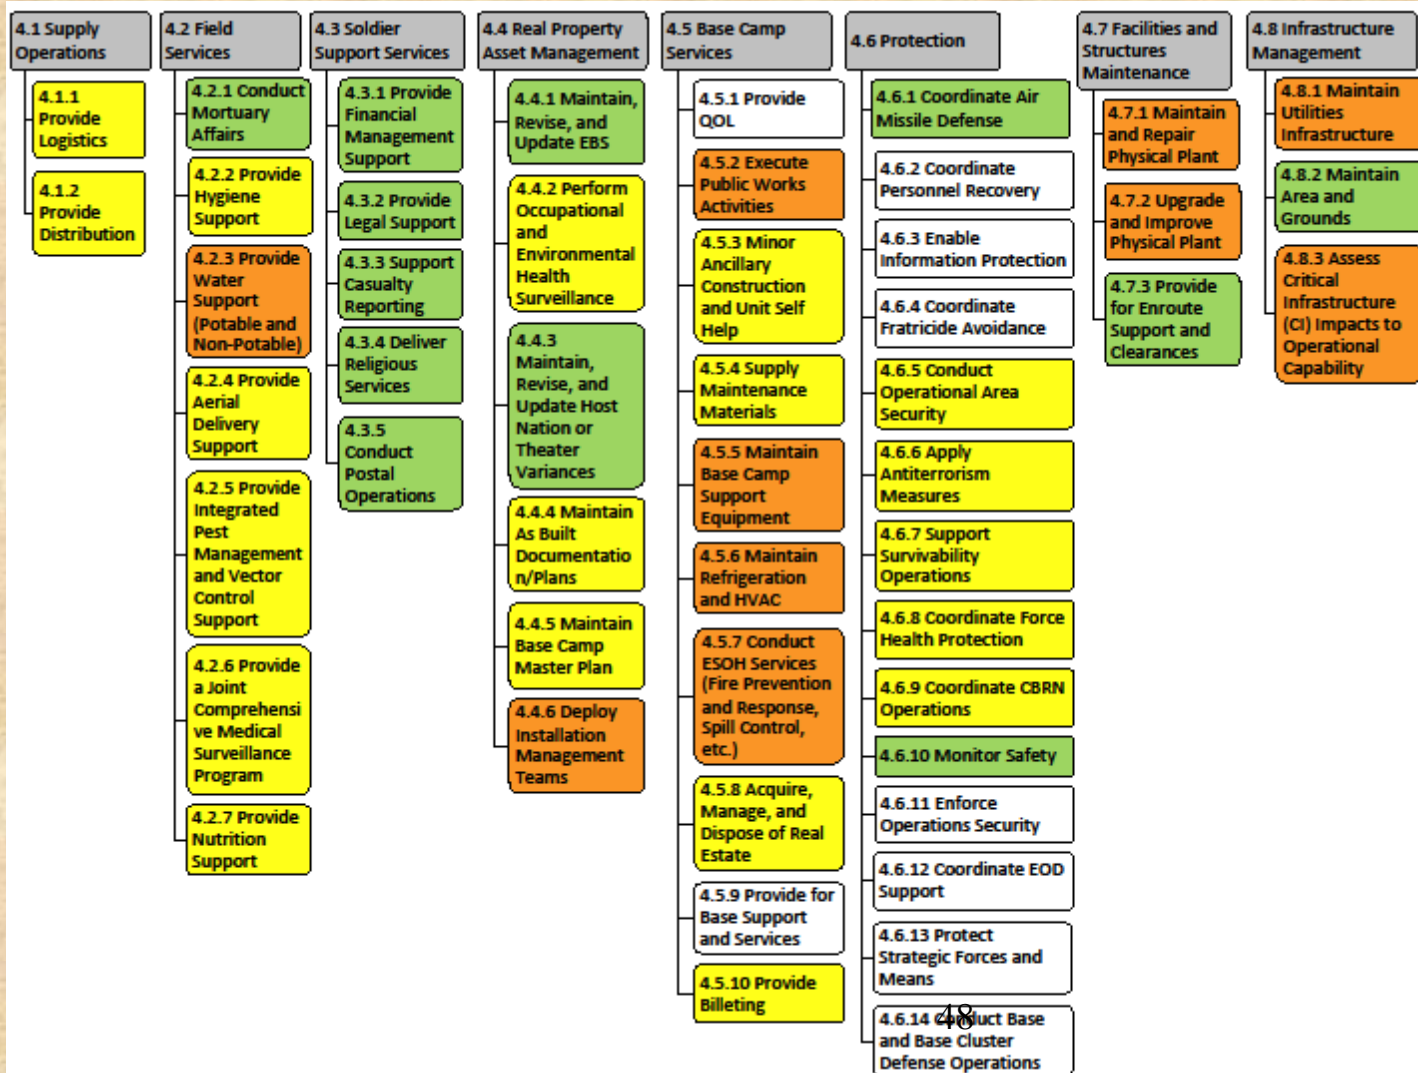 4.1 Supply
Operations
4.1.1
Provide
Logistics
4.1.2
Provide
Distribution
4.2 Field
Services
4.2.1 Conduct
Mortuary
Affairs
4.2.2 Provide
Hygiene
Support
4.2.3 Provide
Water
Support
(Potable and
Non-Potable)
4.2.4 Provide
Aerial
Delivery
Support
4.2.5 Provide
Integrated
Pest
Management
and Vector
Control
Support
4.2.6 Provide
a Joint
Comprehensi
ve Medical
Surveillance
Program
4.2.7 Provide
Nutrition
Support
4.3 Soldier
Support Services
4.3.1 Provide
Financial
Management
Support
4.3.2 Provide
Legal Support
4.3.3 Support
Casualty
Reporting
4.3.4 Deliver
Religious
Services
4.3.5
Conduct
Postal
Operations
4.4 Real Property
Asset Management
4.4.1 Maintain,
Revise, and
Update EBS
4.4.2 Perform
Occupational
and
Environmental
Health
Surveillance
4.4.3
Maintain,
Revise, and
Update Host
Nation or
Theater
Variances
4.4.4 Maintain
As Built
Documentatio
n/Plans
4.4.5 Maintain
Base Camp
Master Plan
4.4.6 Deploy
Installation
Management
Teams
4.5 Base Camp
Services
4.5.1 Provide
QOL
4.5.2 Execute
Public Works
Activities
4.5.3 Minor
Ancillary
Construction
and Unit Self
Help
4.5.4 Supply
Maintenance
Materials
4.5.5 Maintain
Base Camp
Support
Equipment
4.5.6 Maintain
Refrigeration
and HVAC
4.5.7 Conduct
ESOH Services
(Fire Prevention
and Response,
Spill Control,
etc.)
4.5.8 Acquire,
Manage, and
Dispose of Real
Estate
4.5.9 Provide for
Base Support
and Services
4.5.10 Provide
Billeting
4.6 Protection
4.6.1 Coordinate Air
Missile Defense
4.6.2 Coordinate
Personnel Recovery
4.6.3 Enable
Information Protection
4.6.4 Coordinate
Fratricide Avoidance
4.6.5 Conduct
Operational Area
Security
4.6.6 Apply
Antiterrorism
Measures
4.6.7 Support
Survivability
Operations
4.6.8 Coordinate Force
Health Protection
4.6.9 Coordinate CBRN
Operations
4.6.10 Monitor Safety
4.6.11 Enforce
Operations Security
4.6.12 Coordinate EOD
Support
4.6.13 Protect
Strategic Forces and
Means
4.6.14 Conduct Base
and Base Cluster
Defense Operations
48
4.7 Facilities and
Structures
Maintenance
4.7.1 Maintain
and Repair
Physical Plant
4.7.2 Upgrade
and Improve
Physical Plant
4.7.3 Provide
for Enroute
Support and
Clearances
4.8 Infrastructure
Management
4.8.1 Maintain
Utilities
Infrastructure
4.8.2 Maintain
Area and
Grounds
4.8.3 Assess
Critical
Infrastructure
(CI) Impacts to
Operational
Capability